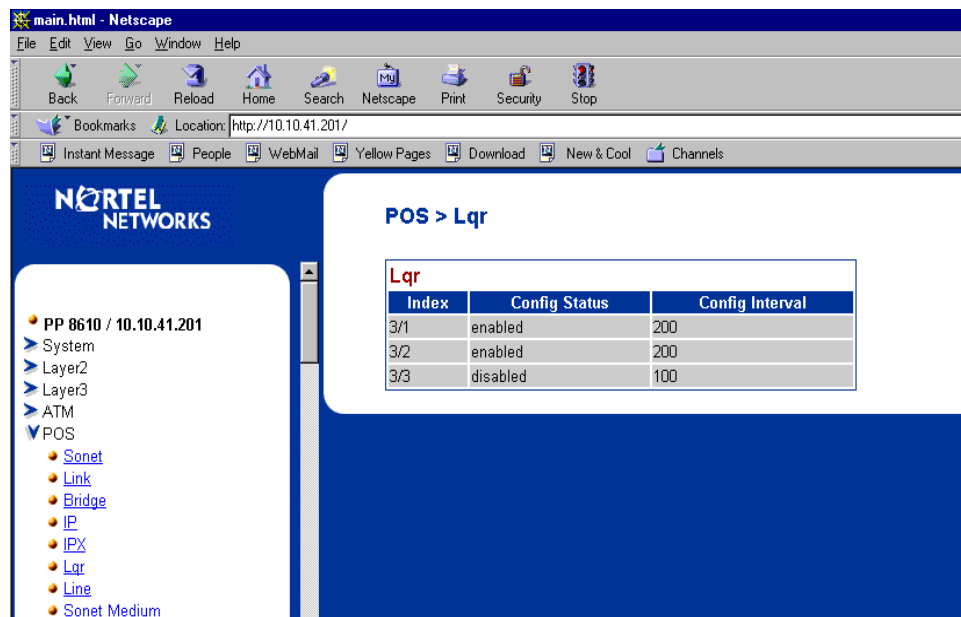 main.html - Netscape
File Edit View Go Window Help
Back Forward Reload Home Search Netscape Print Security Stop
Bookmarks Location: http://10.10.41.201/
Instant Message People WebMail Yellow Pages Download New & Cool Channels
NORTEL
NETWORKS
PP 8610 / 10.10.41.201
System
Layer2
Layer3
ATM
POS
Sonet
Link
Bridge
IP
IPX
Lqr
Line
Sonet Medium
POS > Lqr
Lqr
Index Config Status Config Interval
3/1 enabled 200
3/2 enabled 200
3/3 disabled 100